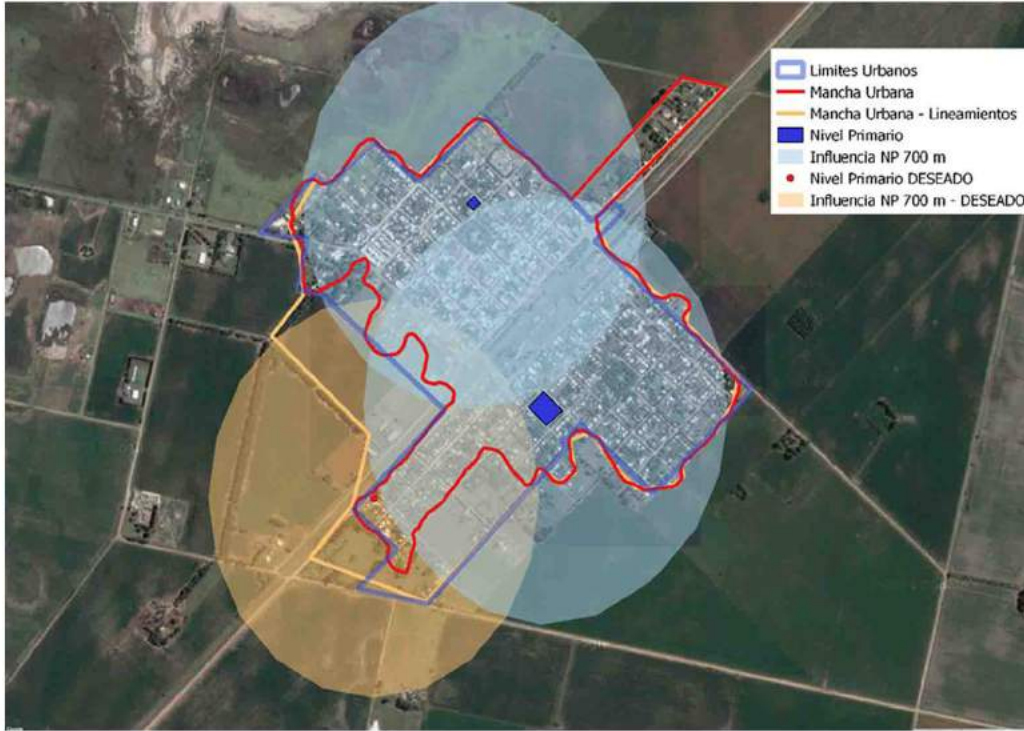 Limites Urbanos
Mancha Urbana
Mancha Urbana - Lineamientos
Nivel Primario
Influencia NP 700 m
Nivel Primario DESEADO
Influencia NP 700 m - DESEADO